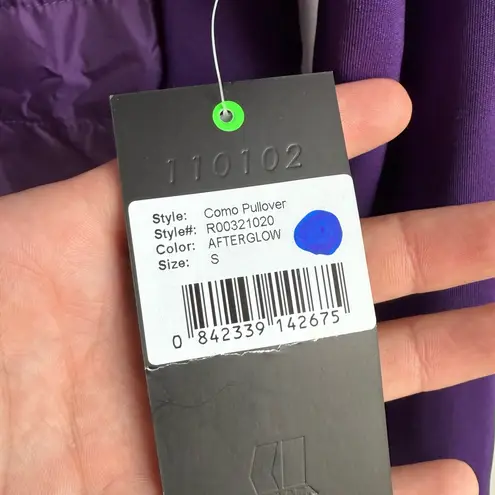 110102
Style: Como Pullover
Style#: R00321020
Color: AFTERGLOW
Size: S
0 842339 142675